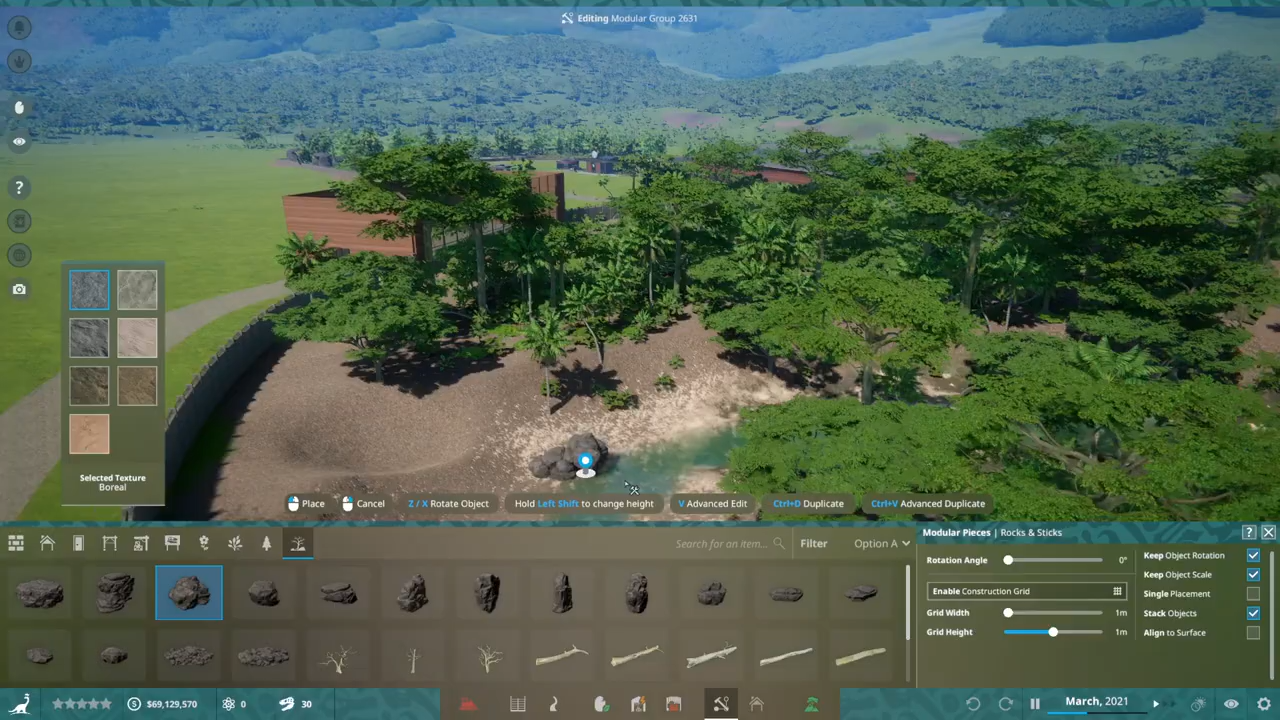 Editing Modular Group 2631
?
Selected Texture
Boreal
Place
Cancel
Z / X Rotate Object
Hold Left Shift to change height
V Advanced Edit
Ctrl+D Duplicate
Ctrl+V Advanced Duplicate
Search for an item...
Filter
Option A
Modular Pieces | Rocks & Sticks
?
Rotation Angle
0°
Enable Construction Grid
Grid Width
1m
Grid Height
1m
Keep Object Rotation
Keep Object Scale
Single Placement
Stack Objects
Align to Surface
$69,129,570
0
30
March, 2021